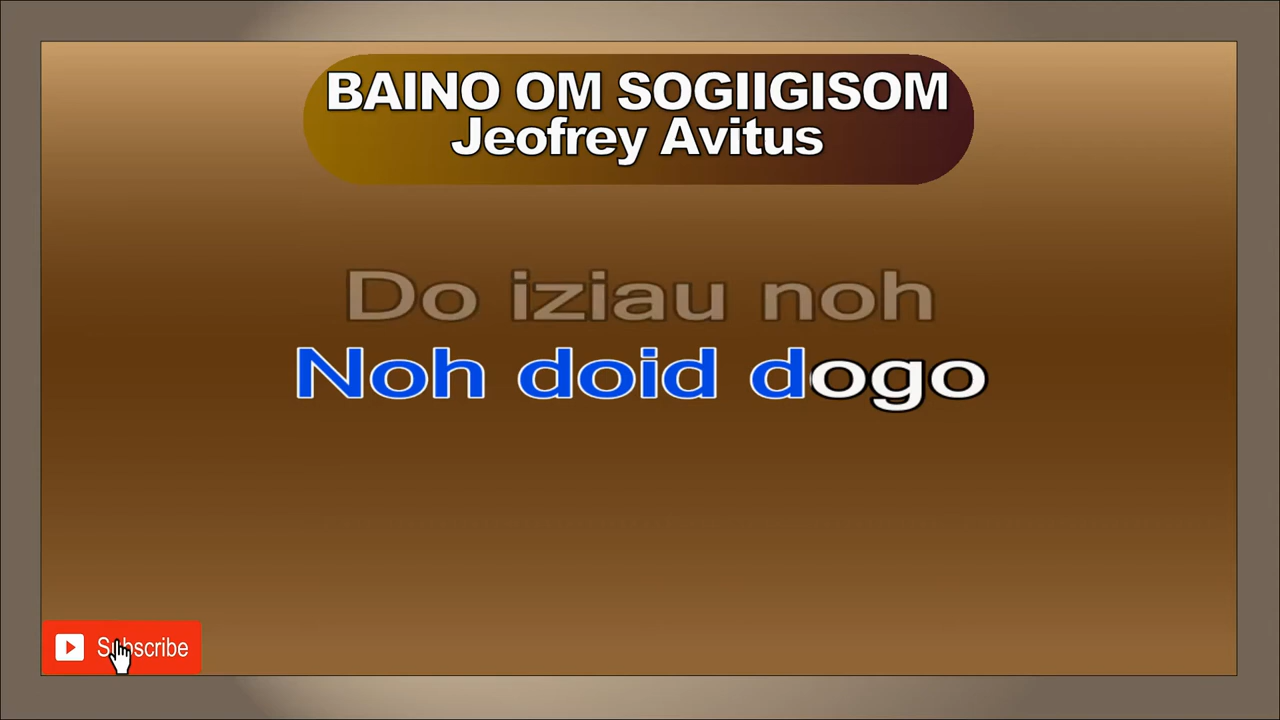 BAINO OM SOGIIGISOM
Jeofrey Avitus
Do iziau noh
Noh doid dogo
Subscribe